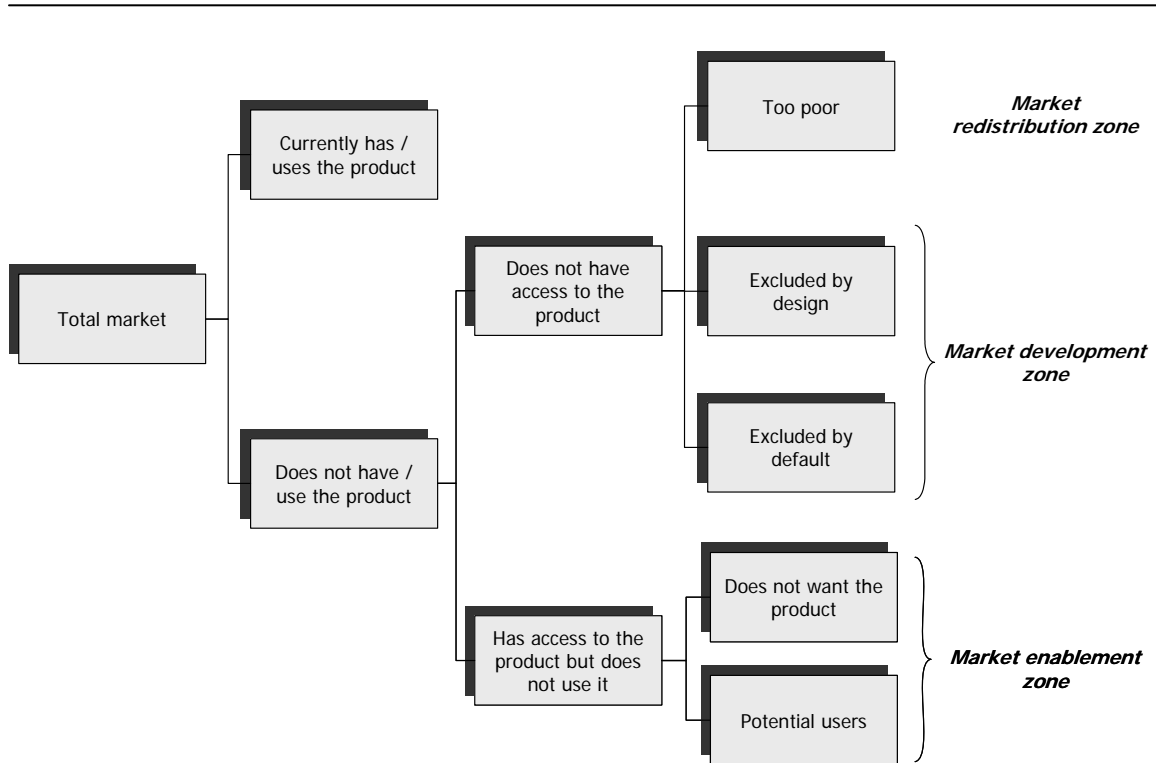 Total market
Currently has /
uses the product
Does not have /
use the product
Does not have
access to the
product
Has access to the
product but does
not use it
Too poor
Excluded by
design
Excluded by
default
Does not want the
product
Potential users
Market
redistribution zone
Market development
zone
Market enablement
zone